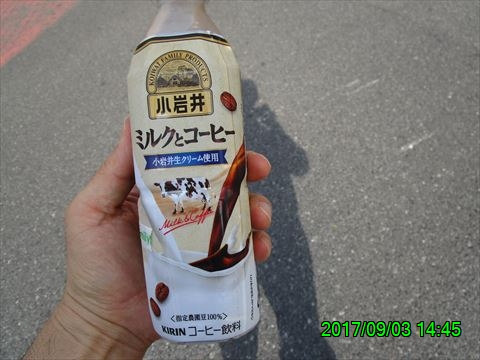 KOIWAI FAMILY PRODUCTS
小岩井
ミルクとコーヒー
小岩井生クリーム使用
Milk & Coffee
<指定農園豆100%>
KIRIN コーヒー飲料
2017/09/03 14:45